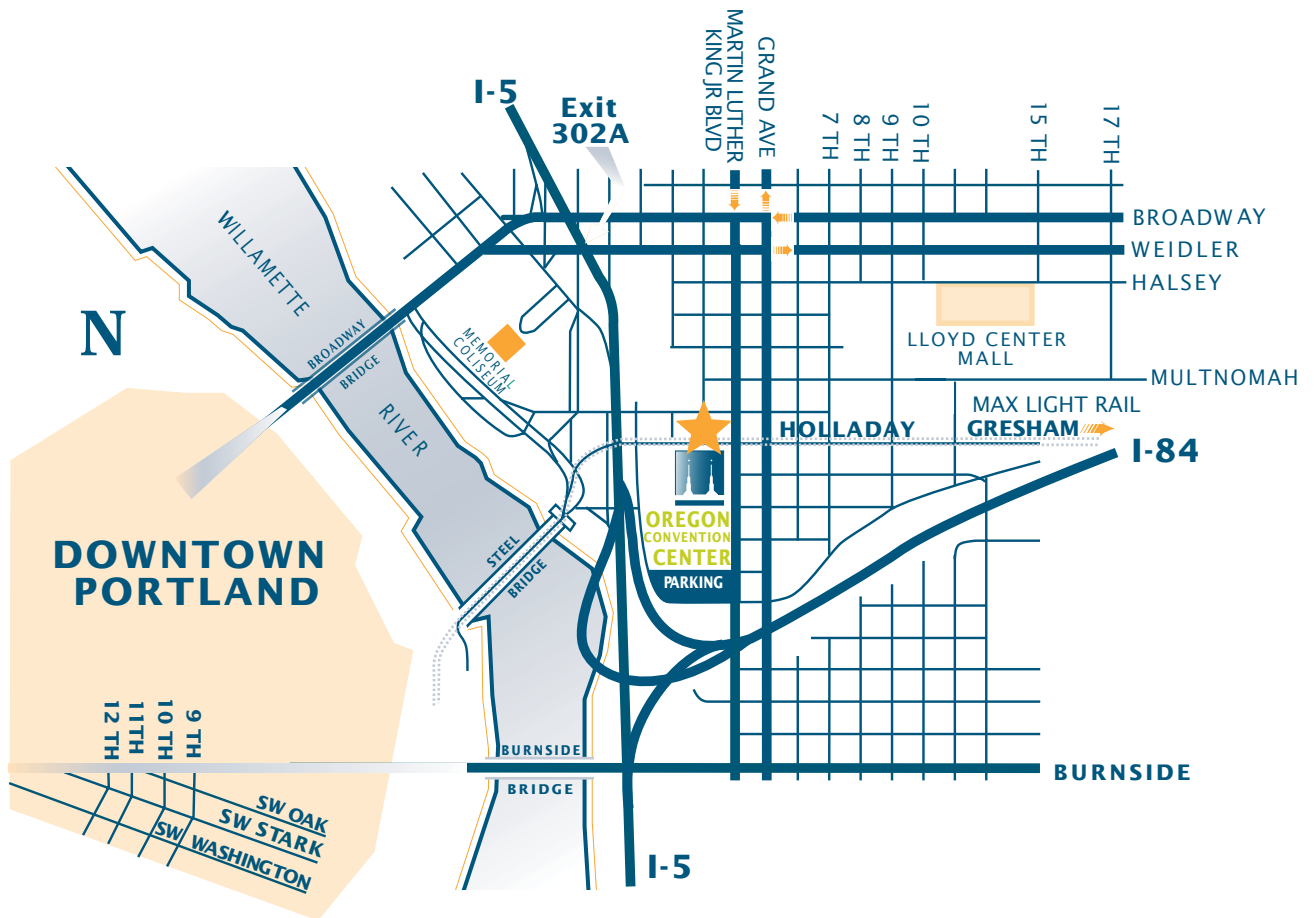 I-5
Exit
302A
MARTIN LUTHER
KING JR BLVD
GRAND AVE
7 TH
8 TH
9 TH
10 TH
15 TH
17 TH
BROADWAY
WEIDLER
HALSEY
WILLAMETTE
RIVER
N
BROADWAY
BRIDGE
MEMORIAL
COLISEUM
LLOYD CENTER
MALL
MULTNOMAH
MAX LIGHT RAIL
GRESHAM
HOLLADAY
I-84
OREGON
CONVENTION
CENTER
PARKING
STEEL
BRIDGE
DOWNTOWN
PORTLAND
12 TH
11TH
10 TH
9 TH
BURNSIDE
BRIDGE
BURNSIDE
SW OAK
SW STARK
SW WASHINGTON
I-5